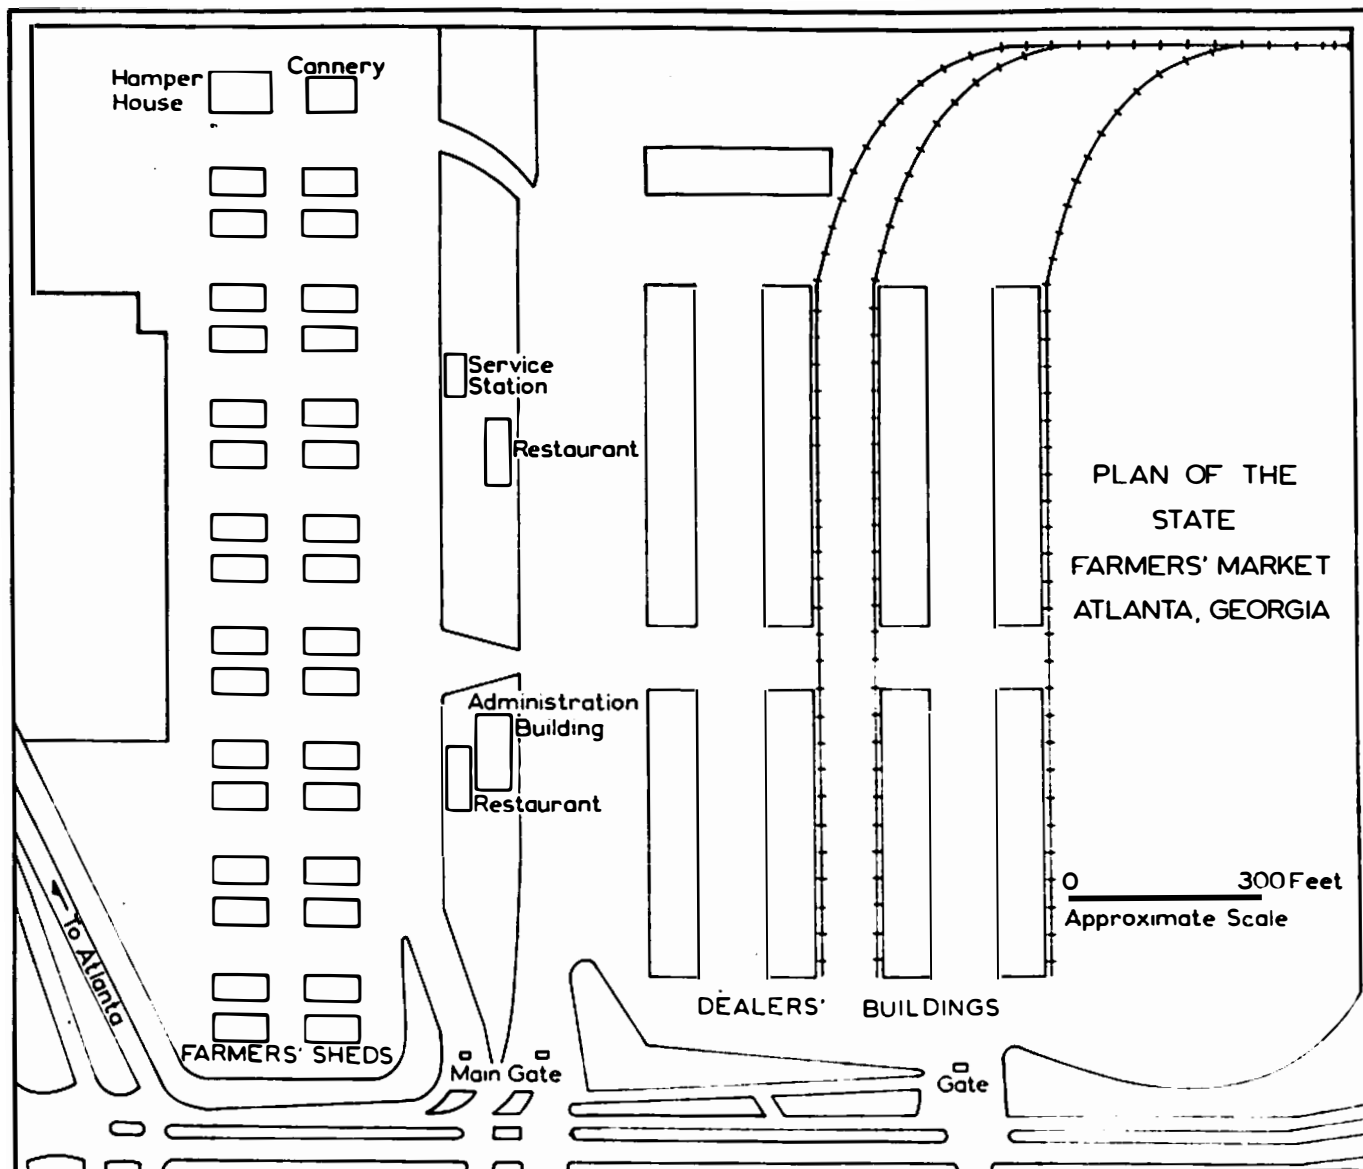 Hamper
House
Cannery
Service
Station
Restaurant
PLAN OF THE
STATE
FARMERS' MARKET
ATLANTA, GEORGIA
Administration
Building
Restaurant
0 300 Feet
Approximate Scale
To Atlanta
DEALERS' BUILDINGS
FARMERS' SHEDS
Main Gate
Gate